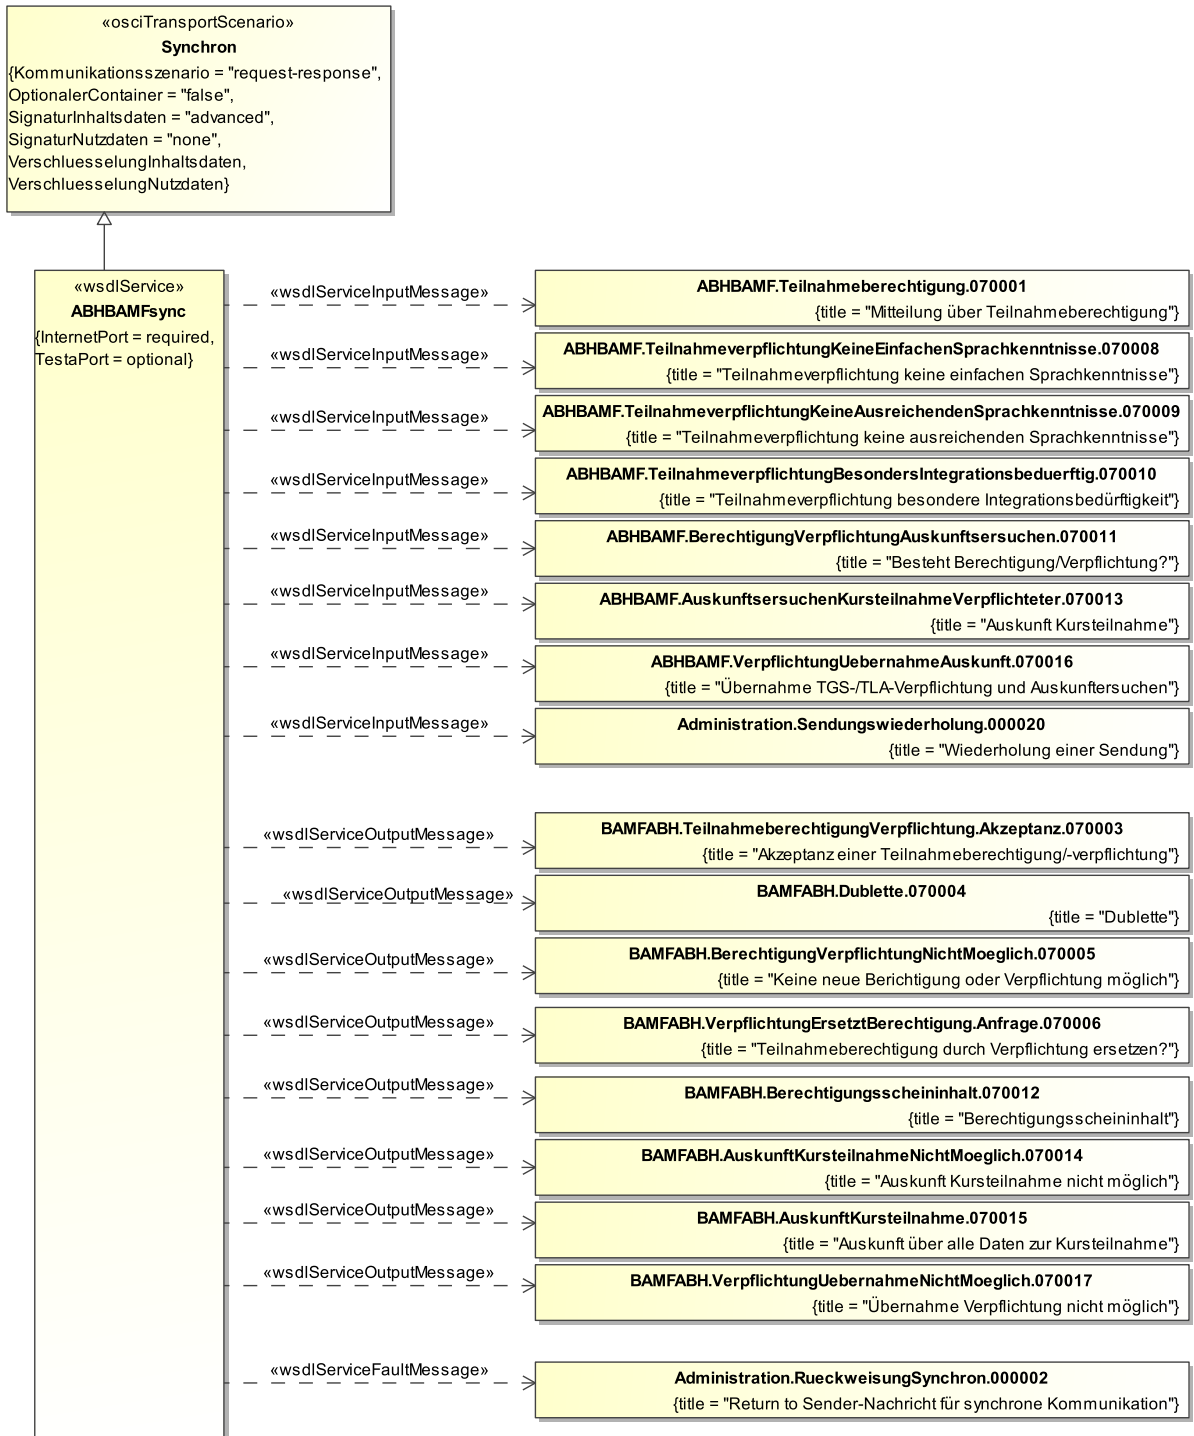 «osciTransportScenario»
Synchron
{Kommunikationsszenario = "request-response",
OptionalerContainer = "false",
SignaturInhaltsdaten = "advanced",
SignaturNutzdaten = "none",
VerschluesselungInhaltsdaten,
VerschluesselungNutzdaten}
«wsdlService»
ABHBAMFsync
{InternetPort = required,
TestaPort = optional}
«wsdlServiceInputMessage»
ABHBAMF.Teilnahmeberechtigung.070001
{title = "Mitteilung über Teilnahmeberechtigung"}
«wsdlServiceInputMessage»
ABHBAMF.TeilnahmeverpflichtungKeineEinfachenSprachkenntnisse.070008
{title = "Teilnahmeverpflichtung keine einfachen Sprachkenntnisse"}
«wsdlServiceInputMessage»
ABHBAMF.TeilnahmeverpflichtungKeineAusreichendenSprachkenntnisse.070009
{title = "Teilnahmeverpflichtung keine ausreichenden Sprachkenntnisse"}
«wsdlServiceInputMessage»
ABHBAMF.TeilnahmeverpflichtungBesondersIntegrationsbeduerftig.070010
{title = "Teilnahmeverpflichtung besondere Integrationsbedürftigkeit"}
«wsdlServiceInputMessage»
ABHBAMF.BerechtigungVerpflichtungAuskunftsersuchen.070011
{title = "Besteht Berechtigung/Verpflichtung?"}
«wsdlServiceInputMessage»
ABHBAMF.AuskunftsersuchenKursteilnahmeVerpflichteter.070013
{title = "Auskunft Kursteilnahme"}
«wsdlServiceInputMessage»
ABHBAMF.VerpflichtungUebernahmeAuskunft.070016
{title = "Übernahme TGS-/TLA-Verpflichtung und Auskunftersuchen"}
«wsdlServiceInputMessage»
Administration.Sendungswiederholung.000020
{title = "Wiederholung einer Sendung"}
«wsdlServiceOutputMessage»
BAMFABH.TeilnahmeberechtigungVerpflichtung.Akzeptanz.070003
{title = "Akzeptanz einer Teilnahmeberechtigung/-verpflichtung"}
«wsdlServiceOutputMessage»
BAMFABH.Dublette.070004
{title = "Dublette"}
«wsdlServiceOutputMessage»
BAMFABH.BerechtigungVerpflichtungNichtMoeglich.070005
{title = "Keine neue Berichtigung oder Verpflichtung möglich"}
«wsdlServiceOutputMessage»
BAMFABH.VerpflichtungErsetztBerechtigung.Anfrage.070006
{title = "Teilnahmeberechtigung durch Verpflichtung ersetzen?"}
«wsdlServiceOutputMessage»
BAMFABH.Berechtigungsscheininhalt.070012
{title = "Berechtigungsscheininhalt"}
«wsdlServiceOutputMessage»
BAMFABH.AuskunftKursteilnahmeNichtMoeglich.070014
{title = "Auskunft Kursteilnahme nicht möglich"}
«wsdlServiceOutputMessage»
BAMFABH.AuskunftKursteilnahme.070015
{title = "Auskunft über alle Daten zur Kursteilnahme"}
«wsdlServiceOutputMessage»
BAMFABH.VerpflichtungUebernahmeNichtMoeglich.070017
{title = "Übernahme Verpflichtung nicht möglich"}
«wsdlServiceFaultMessage»
Administration.RueckweisungSynchron.000002
{title = "Return to Sender-Nachricht für synchrone Kommunikation"}